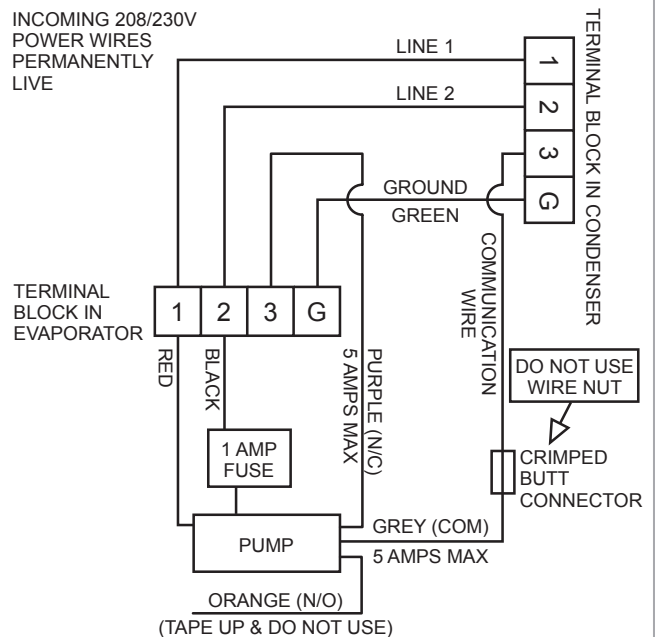 INCOMING 208/230V
POWER WIRES
PERMANENTLY
LIVE
LINE 1
LINE 2
1
2
3
G
TERMINAL BLOCK IN CONDENSER
GROUND
GREEN
TERMINAL
BLOCK IN
EVAPORATOR
1 2 3 G
RED
BLACK
PURPLE (N/C)
5 AMPS MAX
COMMUNICATION
WIRE
DO NOT USE
WIRE NUT
1 AMP
FUSE
CRIMPED
BUTT
CONNECTOR
PUMP
GREY (COM)
5 AMPS MAX
ORANGE (N/O)
(TAPE UP & DO NOT USE)